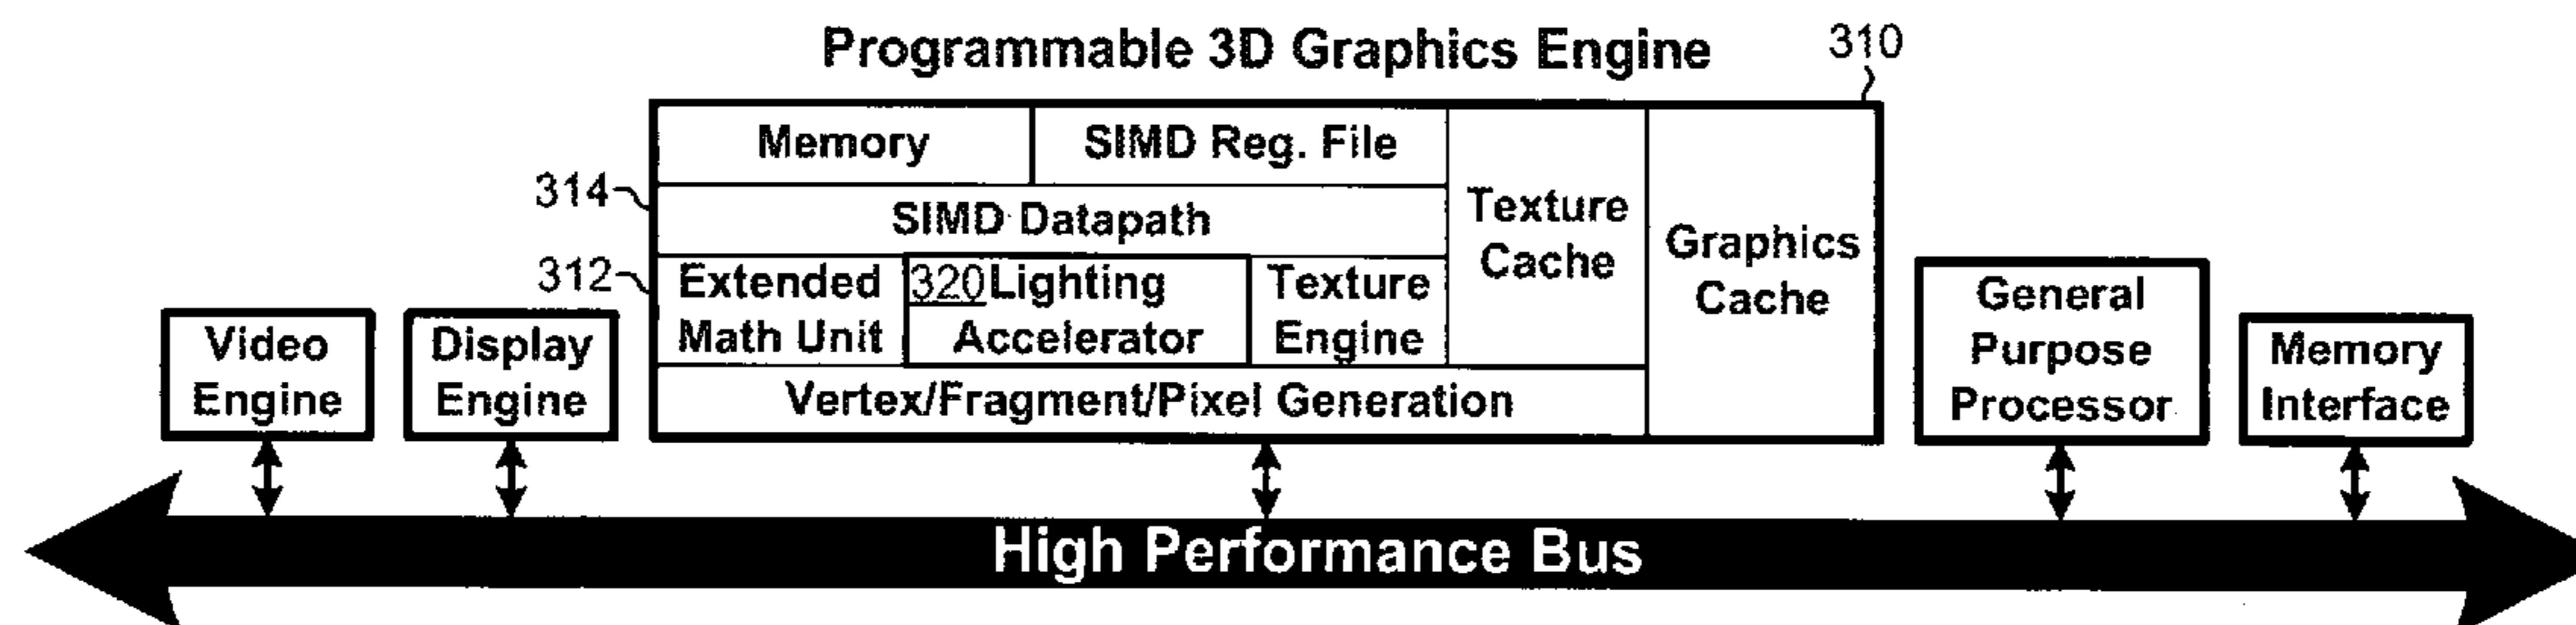 Programmable 3D Graphics Engine
310
Memory
SIMD Reg. File
314
SIMD Datapath
Texture
Cache
Graphics
Cache
312
Extended
Math Unit
320 Lighting
Accelerator
Texture
Engine
Vertex/Fragment/Pixel Generation
Video
Engine
Display
Engine
General
Purpose
Processor
Memory
Interface
High Performance Bus